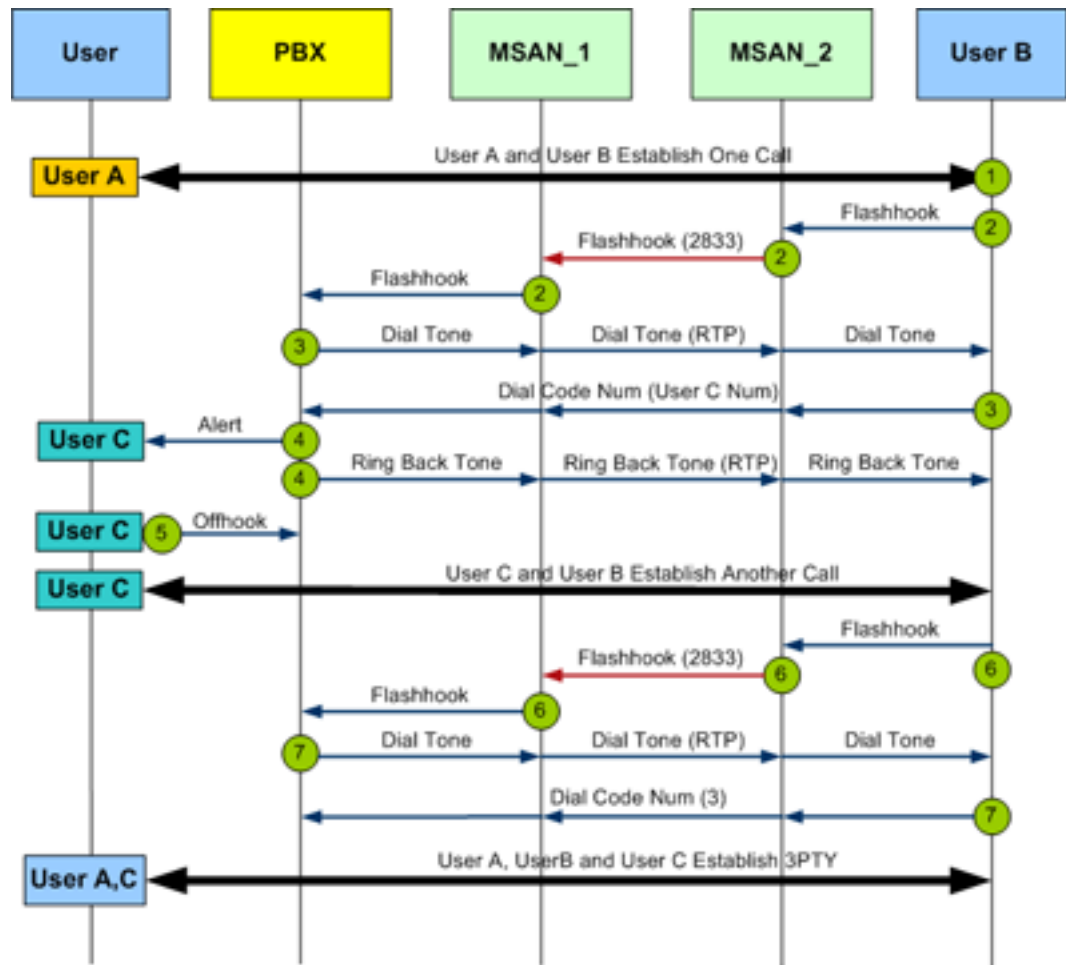 User
PBX
MSAN_1
MSAN_2
User B
User A and User B Establish One Call
User A
1
Flashhook
2
Flashhook (2833)
2
Flashhook
2
3
Dial Tone
Dial Tone (RTP)
Dial Tone
Dial Code Num (User C Num)
3
User C
Alert
4
4
Ring Back Tone
Ring Back Tone (RTP)
Ring Back Tone
User C
5
Offhook
User C
User C and User B Establish Another Call
Flashhook
6
Flashhook (2833)
6
Flashhook
6
7
Dial Tone
Dial Tone (RTP)
Dial Tone
Dial Code Num (3)
7
User A,C
User A, UserB and User C Establish 3PTY